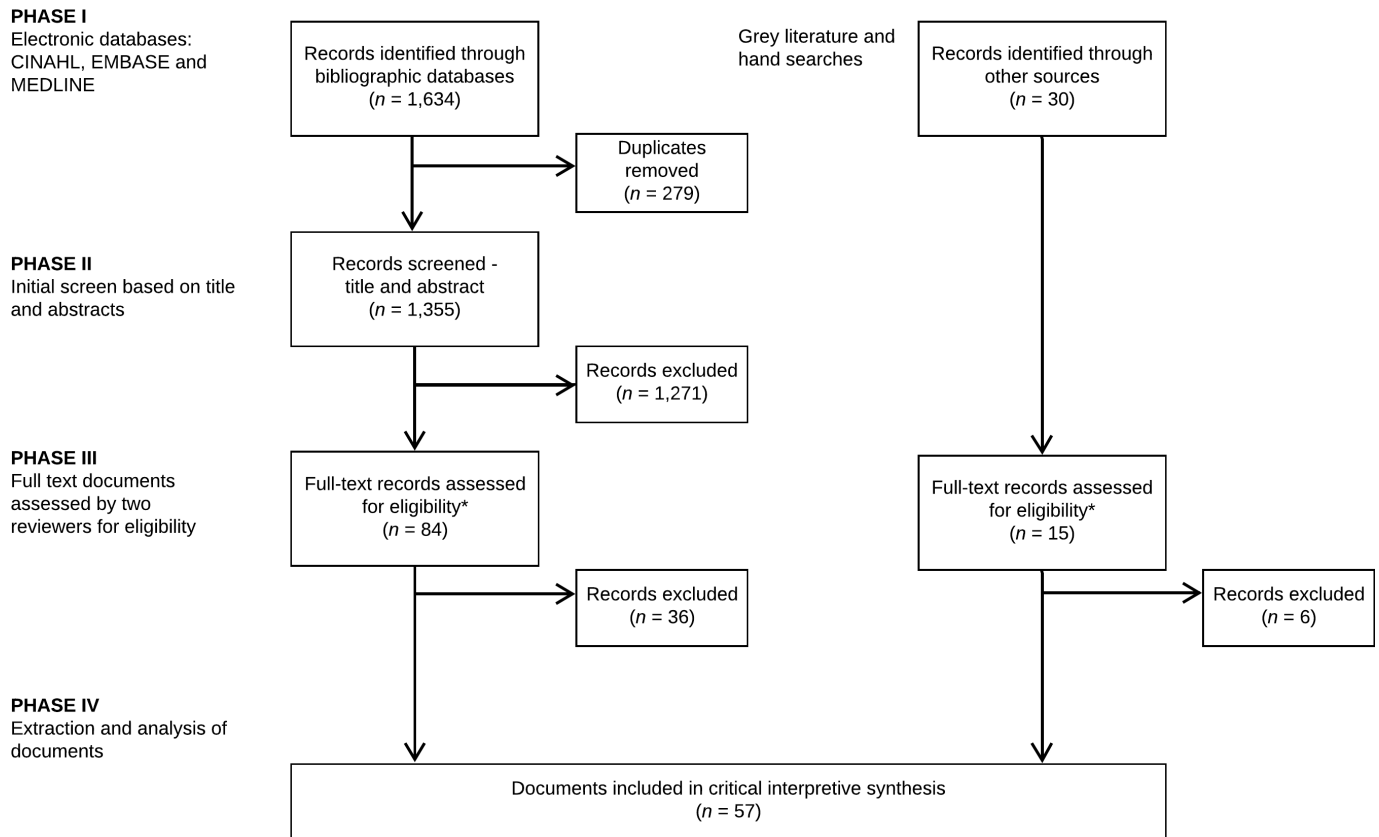 PHASE I
Electronic databases:
CINAHL, EMBASE and
MEDLINE
Records identified through
bibliographic databases
(n = 1,634)
Grey literature and
hand searches
Records identified through
other sources
(n = 30)
Duplicates
removed
(n = 279)
PHASE II
Initial screen based on title
and abstracts
Records screened -
title and abstract
(n = 1,355)
Records excluded
(n = 1,271)
PHASE III
Full text documents
assessed by two
reviewers for eligibility
Full-text records assessed
for eligibility*
(n = 84)
Full-text records assessed
for eligibility*
(n = 15)
Records excluded
(n = 36)
Records excluded
(n = 6)
PHASE IV
Extraction and analysis of
documents
Documents included in critical interpretive synthesis
(n = 57)